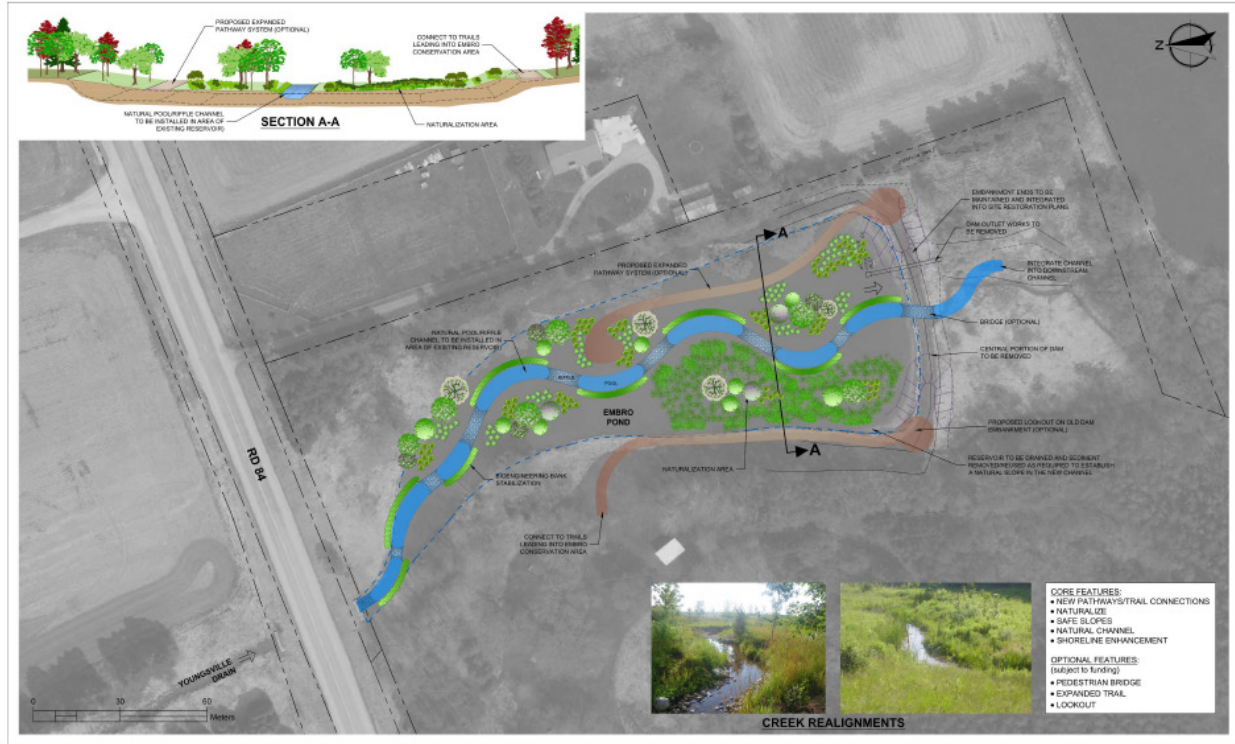 PROPOSED EXPANDED
PATHWAY SYSTEM (OPTIONAL)
CONNECT TO TRAILS
LEADING INTO EMBRO
CONSERVATION AREA
NATURAL POOL/RIFFLE CHANNEL
TO BE INSTALLED IN AREA OF
EXISTING RESERVOIR)
SECTION A-A
NATURALIZATION AREA
Z
EMBANKMENT ENDS TO BE
MAINTAINED AND INTEGRATED
INTO SITE RESTORATION PLANS
DAM OUTLET WORKS TO
BE REMOVED
A
PROPOSED EXPANDED
PATHWAY SYSTEM (OPTIONAL)
INTEGRATE CHANNEL
INTO DOWNSTREAM
CHANNEL
NATURAL POOL/RIFFLE
CHANNEL TO BE INSTALLED IN
AREA OF EXISTING RESERVOIR)
BRIDGE (OPTIONAL)
CENTRAL PORTION OF DAM
TO BE REMOVED
RIFFLE
POOL
EMBRO
POND
PROPOSED LOOKOUT ON OLD DAM
EMBANKMENT (OPTIONAL)
RD 84
A
NATURALIZATION AREA
RESERVOIR TO BE DRAINED AND SEDIMENT
REMOVED/REUSED AS REQUIRED TO ESTABLISH
A NATURAL SLOPE IN THE NEW CHANNEL
BIOENGINEERING BANK
STABILIZATION
CONNECT TO TRAILS
LEADING INTO EMBRO
CONSERVATION AREA
YOUNGSVILLE
DRAIN
0 30 60
Meters
CORE FEATURES:
• NEW PATHWAYS/TRAIL CONNECTIONS
• NATURALIZE
• SAFE SLOPES
• NATURAL CHANNEL
• SHORELINE ENHANCEMENT
OPTIONAL FEATURES:
(subject to funding)
• PEDESTRIAN BRIDGE
• EXPANDED TRAIL
• LOOKOUT
CREEK REALIGNMENTS